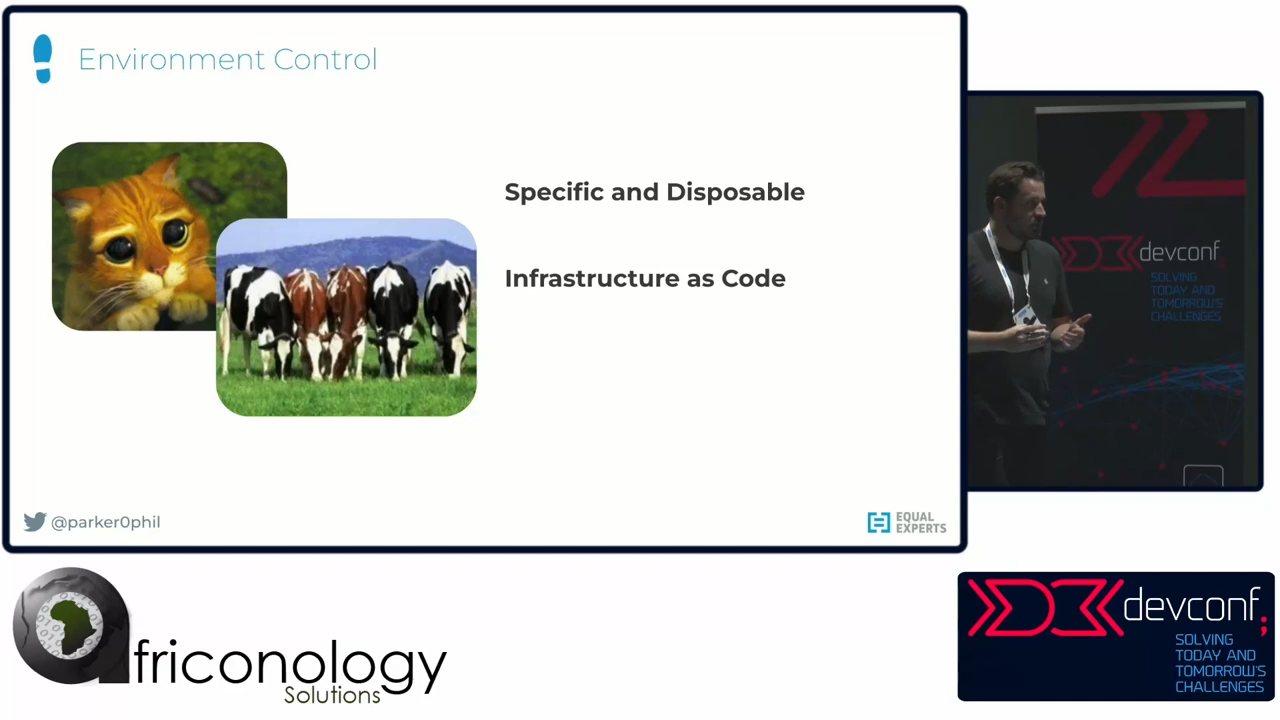 Environment Control
Specific and Disposable
Infrastructure as Code
@parker0phil
EQUAL
EXPERTS
devconf;
SOLVING
TODAY AND
TOMORROW'S
CHALLENGES
africonology
Solutions
devconf;
SOLVING
TODAY AND
TOMORROW'S
CHALLENGES